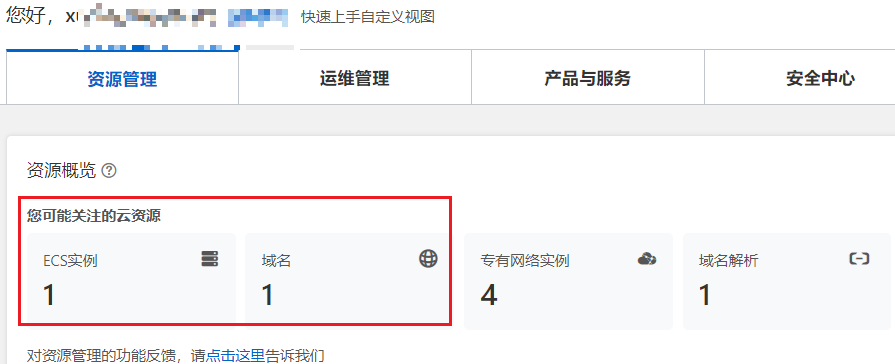 您好，xu 快速上手自定义视图
资源管理 运维管理 产品与服务 安全中心
资源概览
您可能关注的云资源
ECS实例 域名 专有网络实例 域名解析
1 1 4 1
对资源管理的功能反馈，请点击这里告诉我们